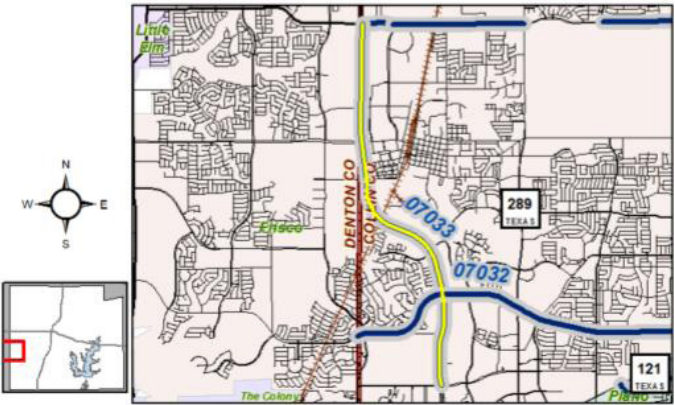 Little
Elm
N
W
E
S
DENTON CO
COLLIN CO
07033
289
TEXAS
Frisco
07032
121
TEXAS
The Colony
Plano